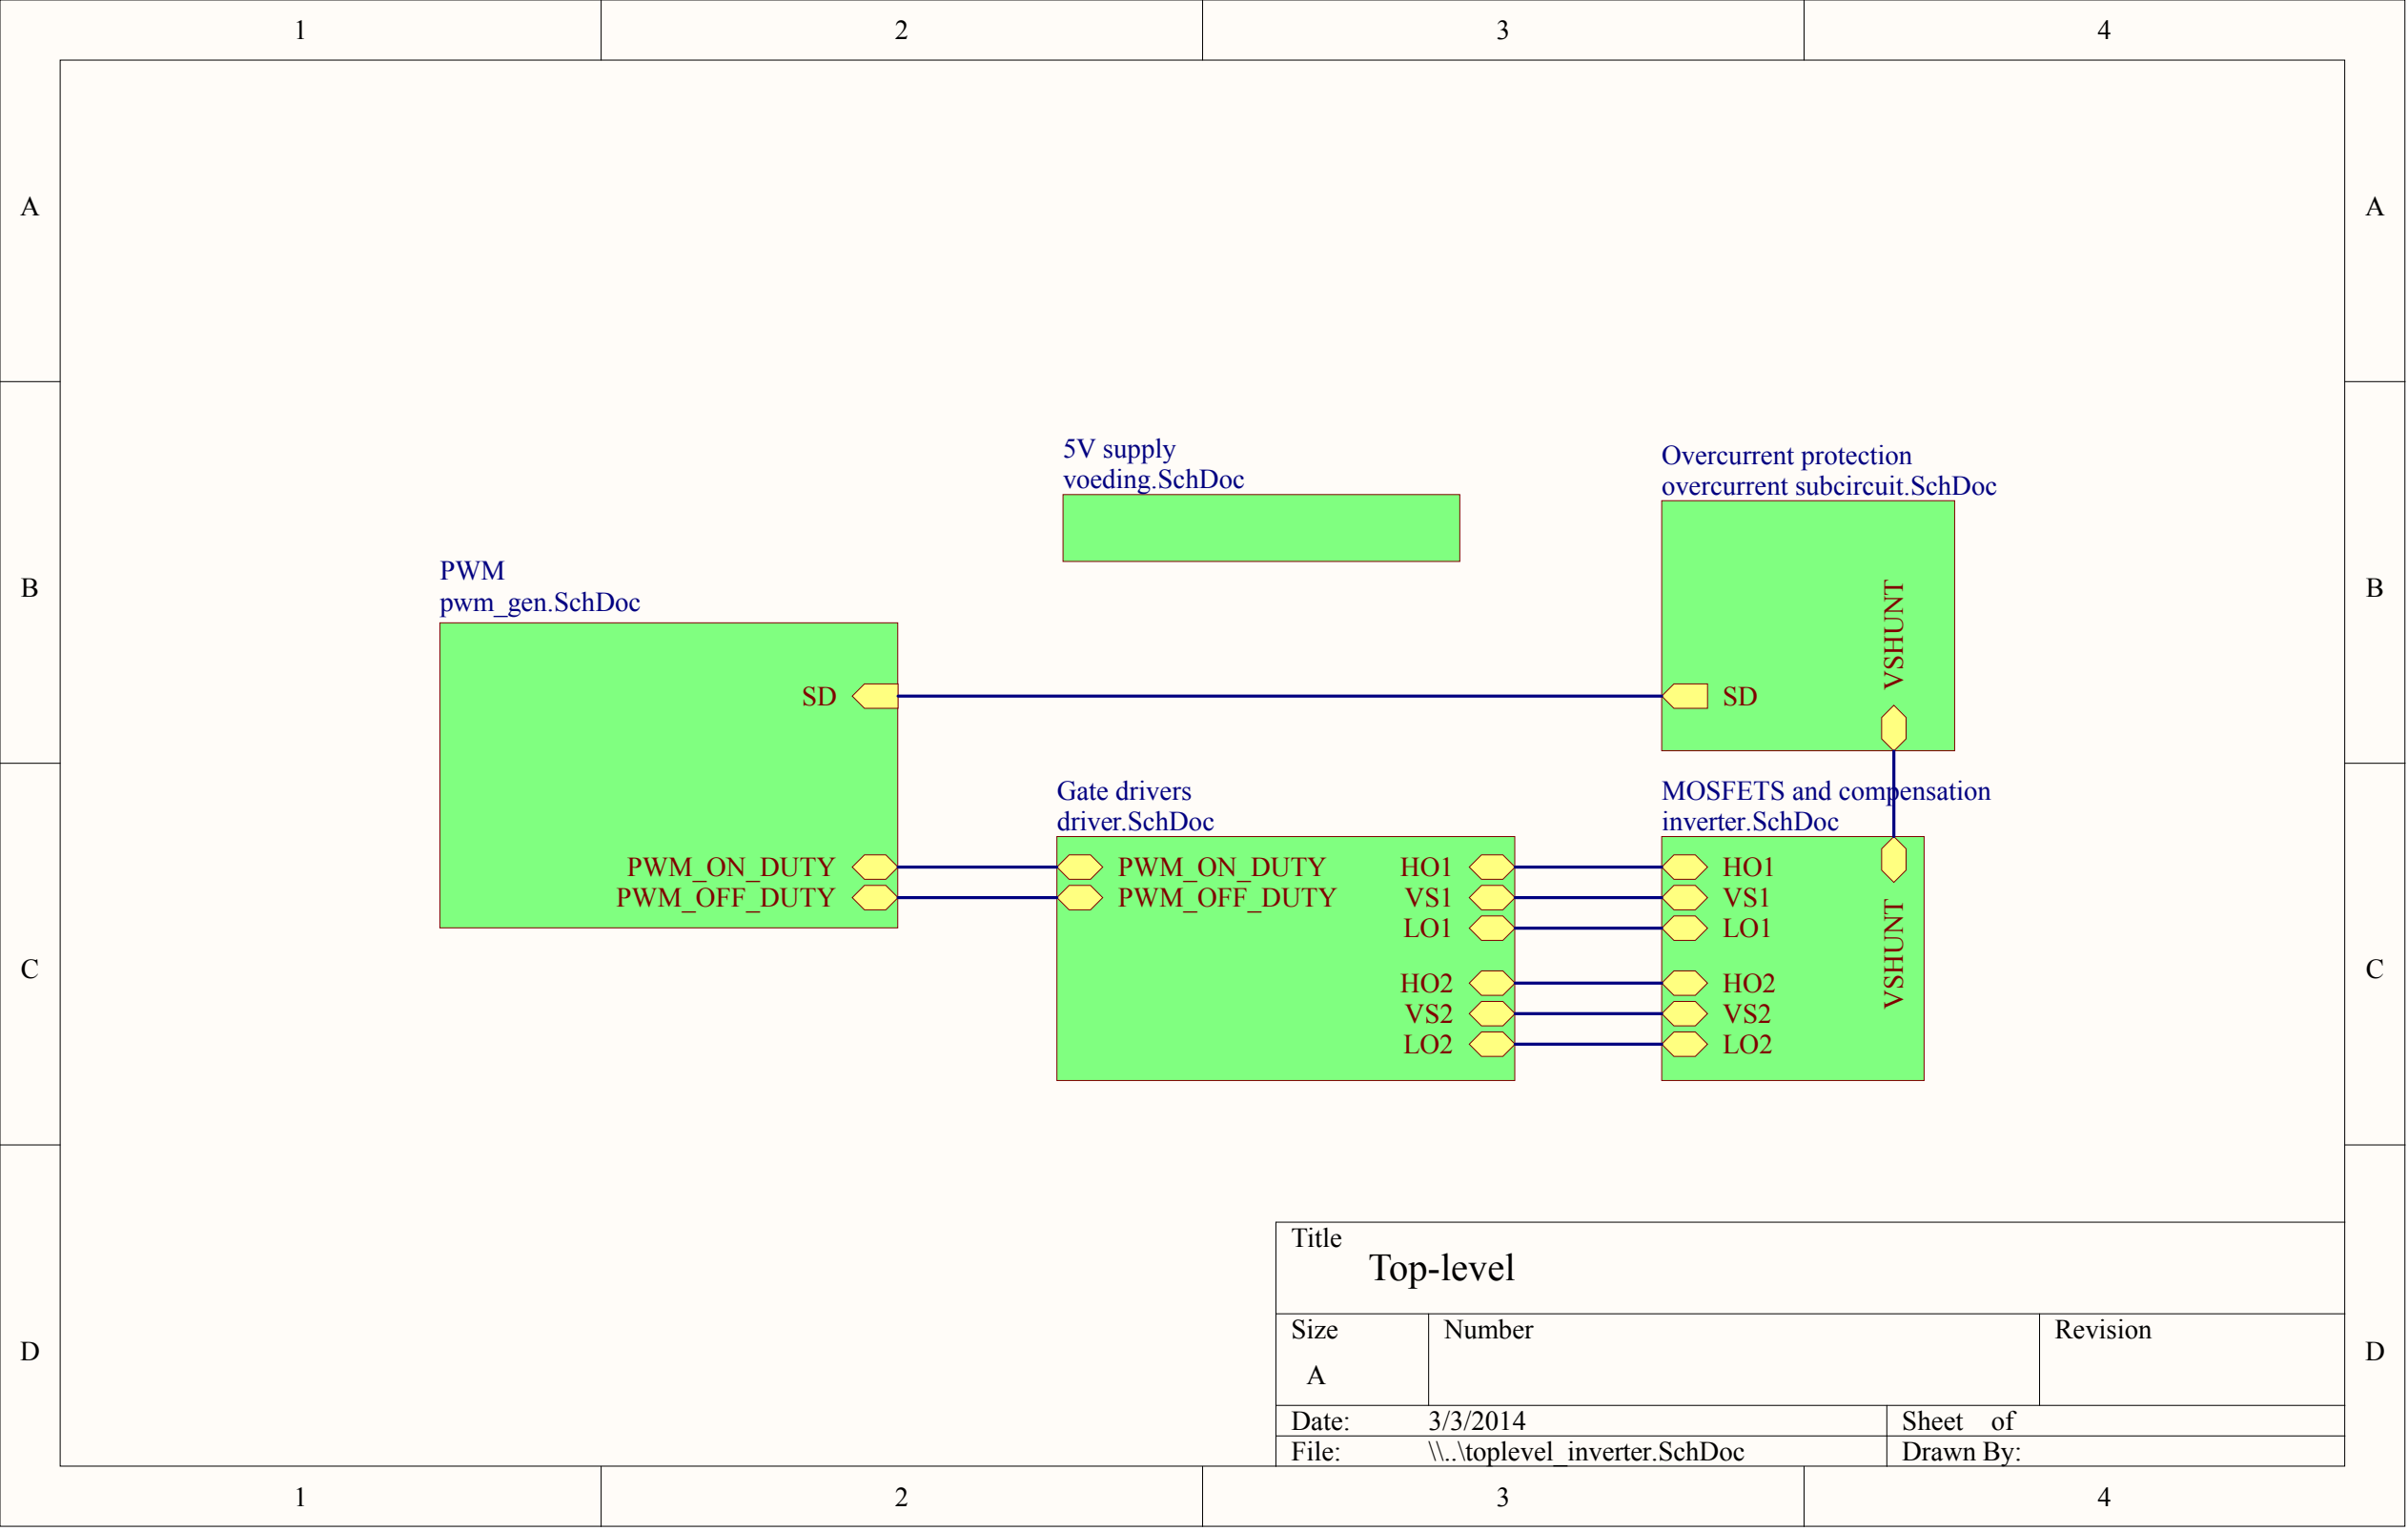 1 2 3 4
A A
5V supply
voeding.SchDoc
Overcurrent protection
overcurrent subcircuit.SchDoc
VSHUNT
B B
PWM
pwm_gen.SchDoc
SD SD
Gate drivers
driver.SchDoc
MOSFETS and compensation
inverter.SchDoc
PWM_ON_DUTY PWM_ON_DUTY HO1 HO1
PWM_OFF_DUTY PWM_OFF_DUTY VS1 VS1
LO1 LO1
VSHUNT
C C
HO2 HO2
VS2 VS2
LO2 LO2
Title
Top-level
Size Number Revision
D D
A
Date: 3/3/2014 Sheet of
File: \\..\toplevel_inverter.SchDoc Drawn By:
1 2 3 4